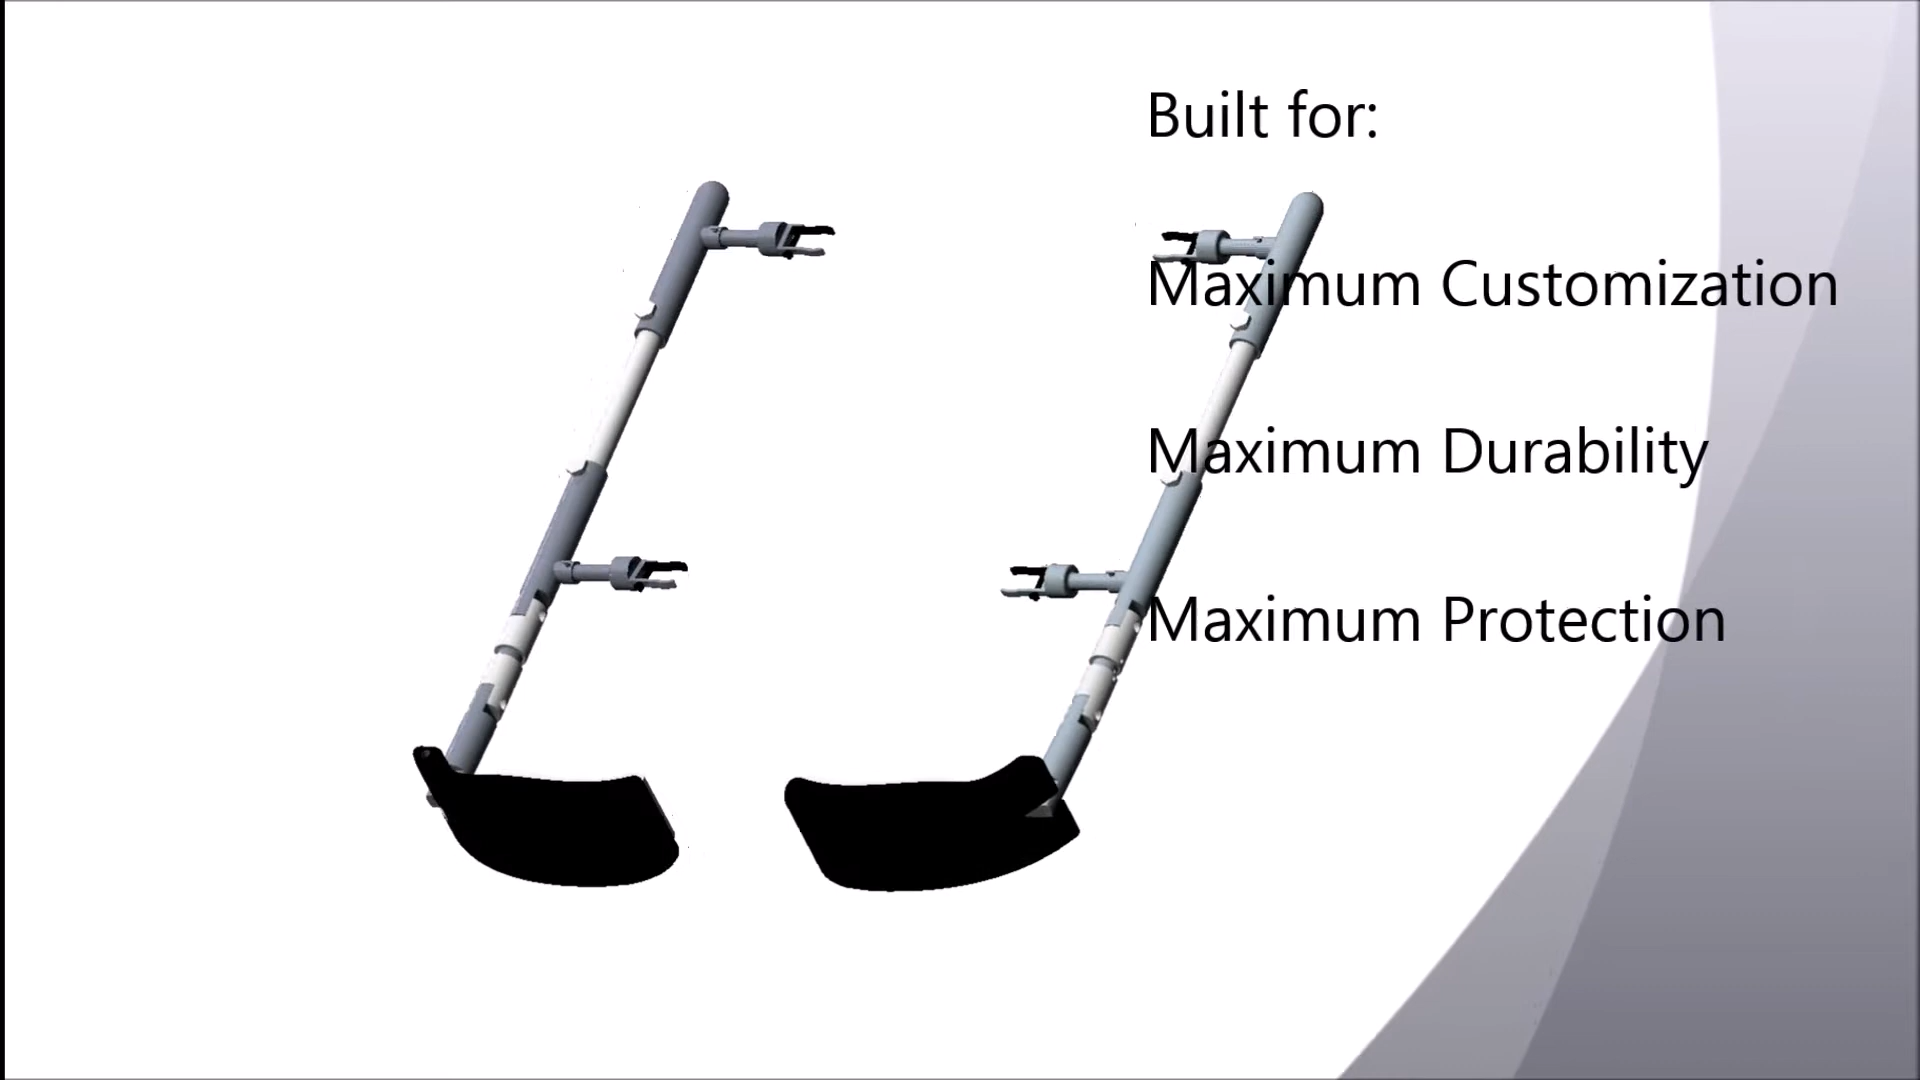 Built for:
Maximum Customization
Maximum Durability
Maximum Protection